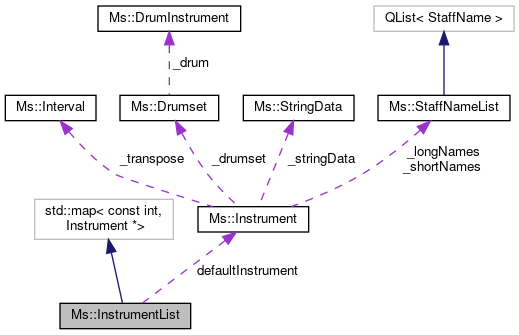 Ms::DrumInstrument
QList< StaffName >
_drum
Ms::Interval
Ms::Drumset
Ms::StringData
Ms::StaffNameList
_transpose
_drumset
_stringData
_longNames
_shortNames
std::map< const int,
Instrument *>
Ms::Instrument
defaultInstrument
Ms::InstrumentList